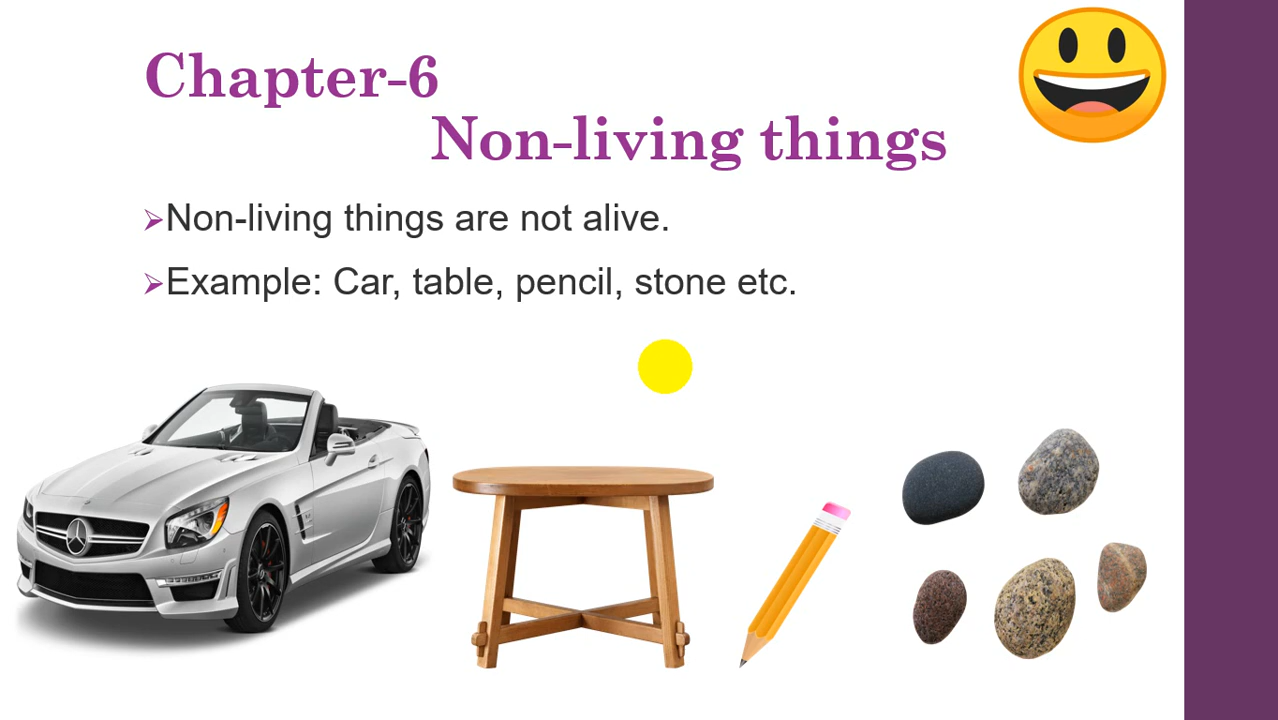 Chapter-6
Non-living things
➢Non-living things are not alive.
➢Example: Car, table, pencil, stone etc.